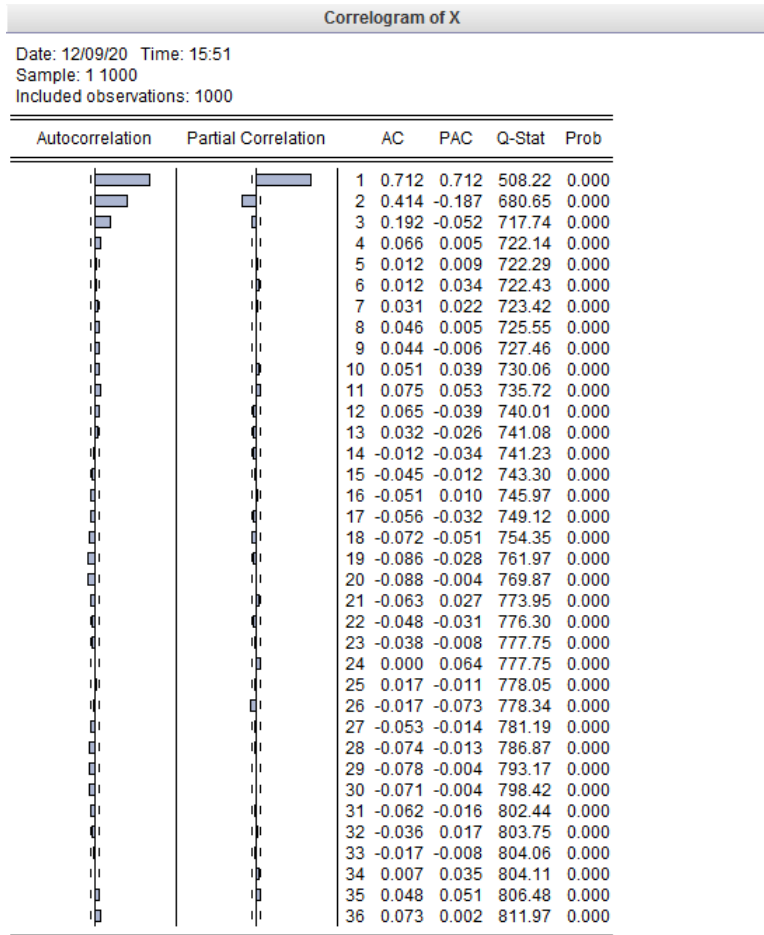 Correlogram of X
Date: 12/09/20 Time: 15:51
Sample: 1 1000
Included observations: 1000
Autocorrelation Partial Correlation AC PAC Q-Stat Prob
1 0.712 0.712 508.22 0.000
2 0.414 -0.187 680.65 0.000
3 0.192 -0.052 717.74 0.000
4 0.066 0.005 722.14 0.000
5 0.012 0.009 722.29 0.000
6 0.012 0.034 722.43 0.000
7 0.031 0.022 723.42 0.000
8 0.046 0.005 725.55 0.000
9 0.044 -0.006 727.46 0.000
10 0.051 0.039 730.06 0.000
11 0.075 0.053 735.72 0.000
12 0.065 -0.039 740.01 0.000
13 0.032 -0.026 741.08 0.000
14 -0.012 -0.034 741.23 0.000
15 -0.045 -0.012 743.30 0.000
16 -0.051 0.010 745.97 0.000
17 -0.056 -0.032 749.12 0.000
18 -0.072 -0.051 754.35 0.000
19 -0.086 -0.028 761.97 0.000
20 -0.088 -0.004 769.87 0.000
21 -0.063 0.027 773.95 0.000
22 -0.048 -0.031 776.30 0.000
23 -0.038 -0.008 777.75 0.000
24 0.000 0.064 777.75 0.000
25 0.017 -0.011 778.05 0.000
26 -0.017 -0.073 778.34 0.000
27 -0.053 -0.014 781.19 0.000
28 -0.074 -0.013 786.87 0.000
29 -0.078 -0.004 793.17 0.000
30 -0.071 -0.004 798.42 0.000
31 -0.062 -0.016 802.44 0.000
32 -0.036 0.017 803.75 0.000
33 -0.017 -0.008 804.06 0.000
34 0.007 0.035 804.11 0.000
35 0.048 0.051 806.48 0.000
36 0.073 0.002 811.97 0.000